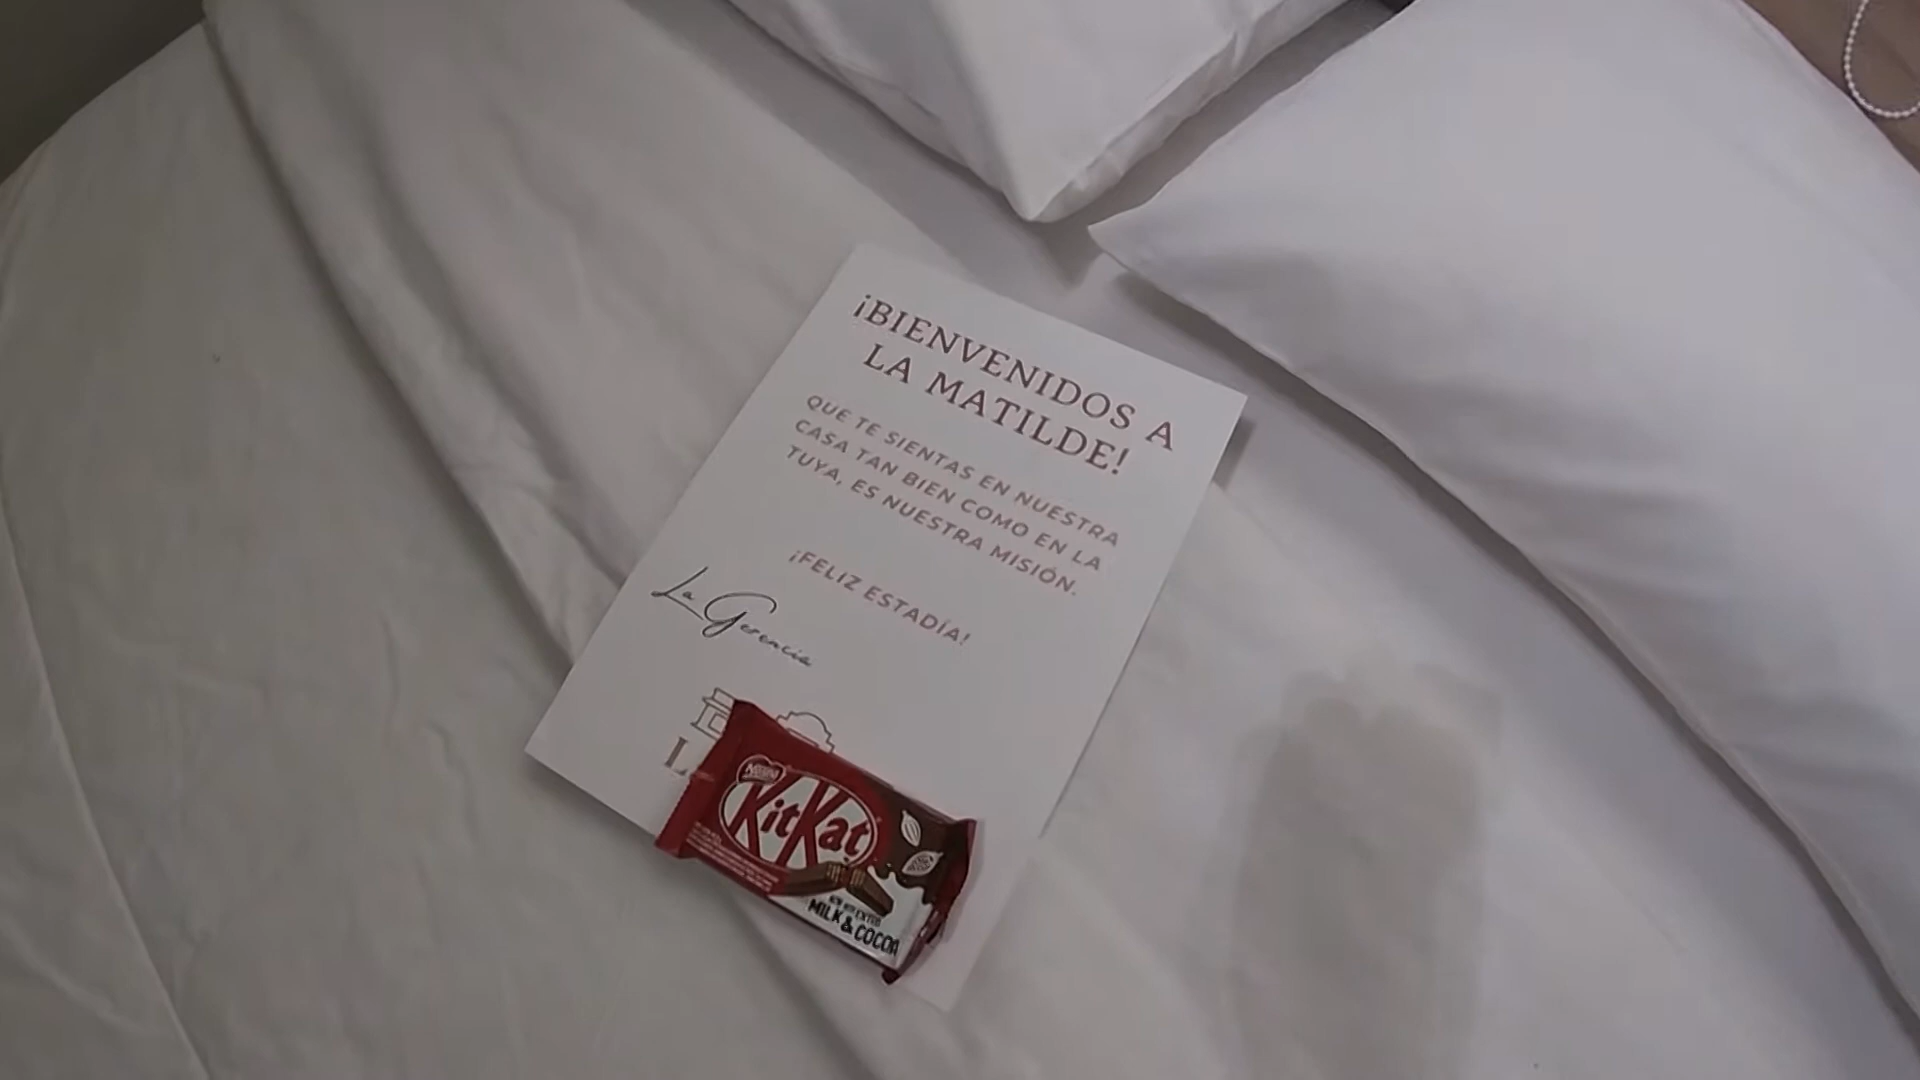 ¡BIENVENIDOS A
LA MATILDE!
QUE TE SIENTAS EN NUESTRA
CASA TAN BIEN COMO EN LA
TUYA, ES NUESTRA MISIÓN.
¡FELIZ ESTADÍA!
La Gerencia
L
Nestlé
KitKat
MILK & COCOA